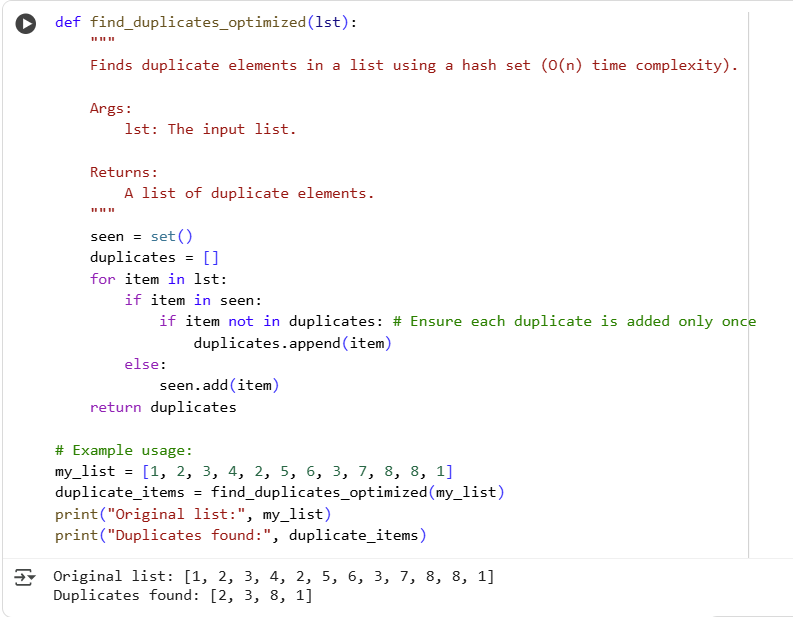 def find_duplicates_optimized(lst):
    """
    Finds duplicate elements in a list using a hash set (O(n) time complexity).

    Args:
        lst: The input list.

    Returns:
        A list of duplicate elements.
    """
    seen = set()
    duplicates = []
    for item in lst:
        if item in seen:
            if item not in duplicates: # Ensure each duplicate is added only once
                duplicates.append(item)
        else:
            seen.add(item)
    return duplicates

# Example usage:
my_list = [1, 2, 3, 4, 2, 5, 6, 3, 7, 8, 8, 1]
duplicate_items = find_duplicates_optimized(my_list)
print("Original list:", my_list)
print("Duplicates found:", duplicate_items)
Original list: [1, 2, 3, 4, 2, 5, 6, 3, 7, 8, 8, 1]
Duplicates found: [2, 3, 8, 1]